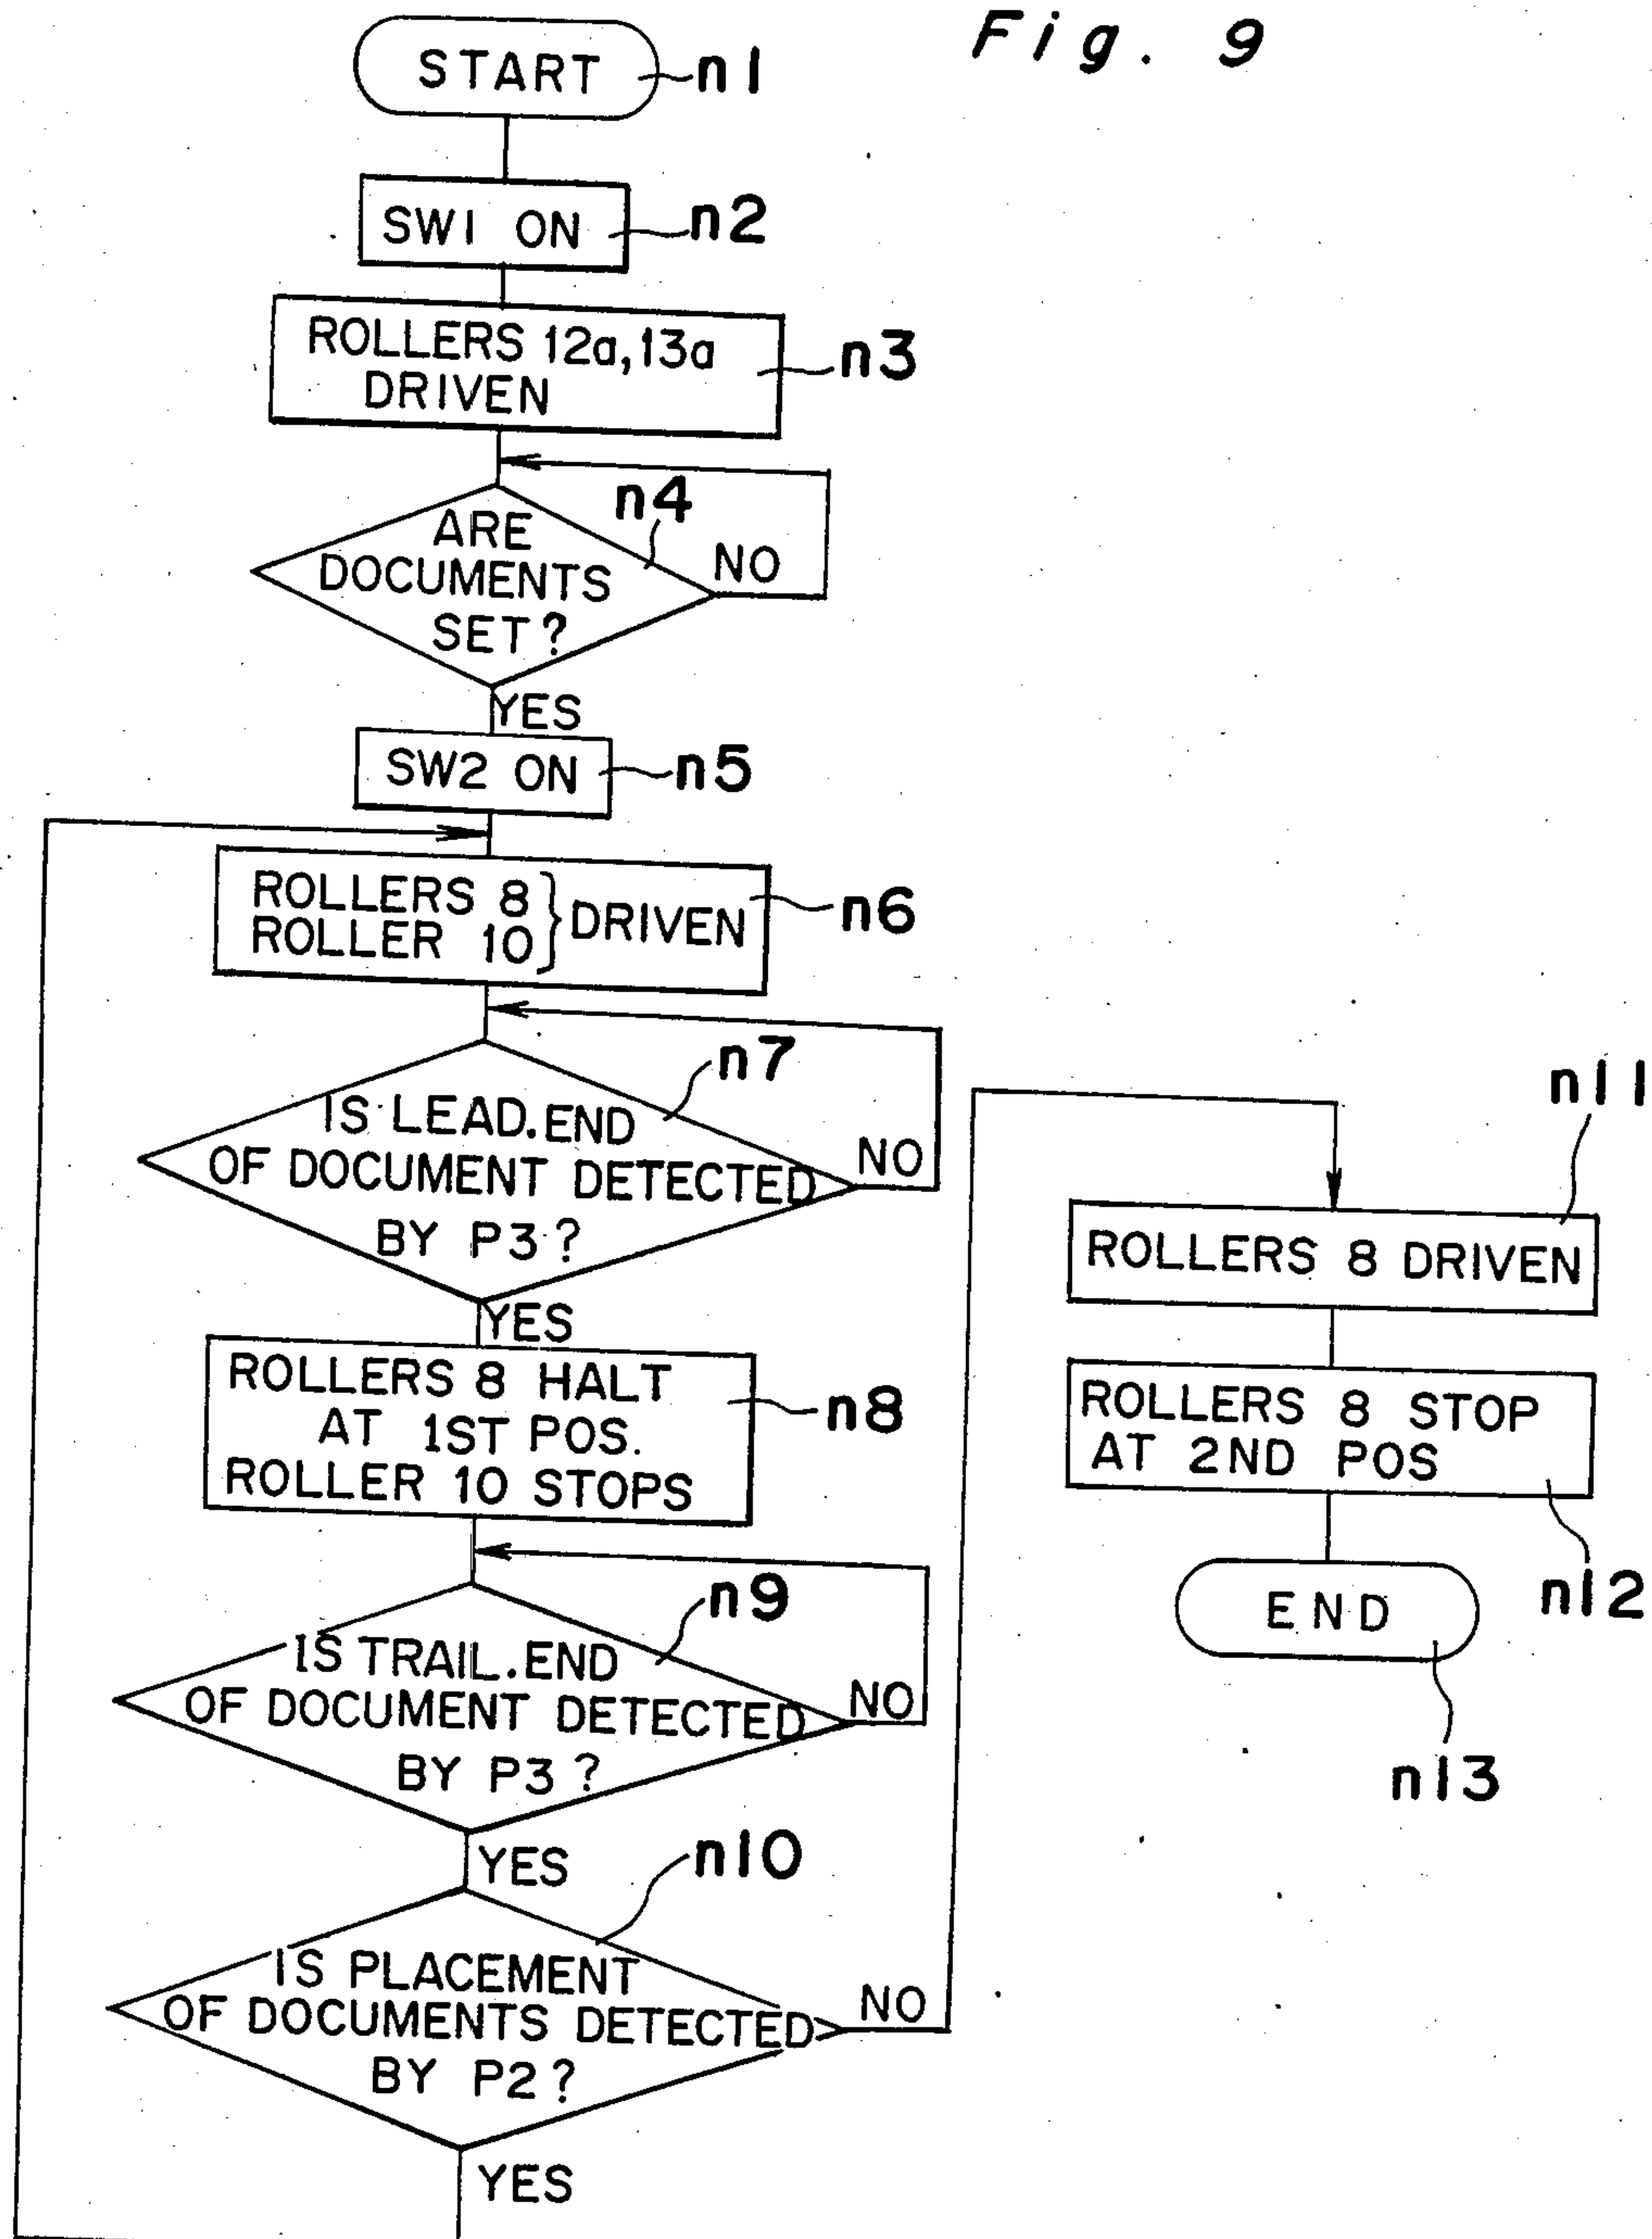 Fig. 9
START
n1
SW1 ON
n2
ROLLERS 12a, 13a
DRIVEN
n3
n4
ARE
DOCUMENTS
SET?
NO
YES
SW2 ON
n5
ROLLERS 8
ROLLER 10
} DRIVEN
n6
n7
IS LEAD. END
OF DOCUMENT DETECTED
BY P3?
NO
YES
ROLLERS 8 HALT
AT 1ST POS.
ROLLER 10 STOPS
n8
n9
IS TRAIL. END
OF DOCUMENT DETECTED
BY P3?
NO
YES
n10
IS PLACEMENT
OF DOCUMENTS DETECTED
BY P2?
NO
YES
n11
ROLLERS 8 DRIVEN
ROLLERS 8 STOP
AT 2ND POS
n12
END
n13